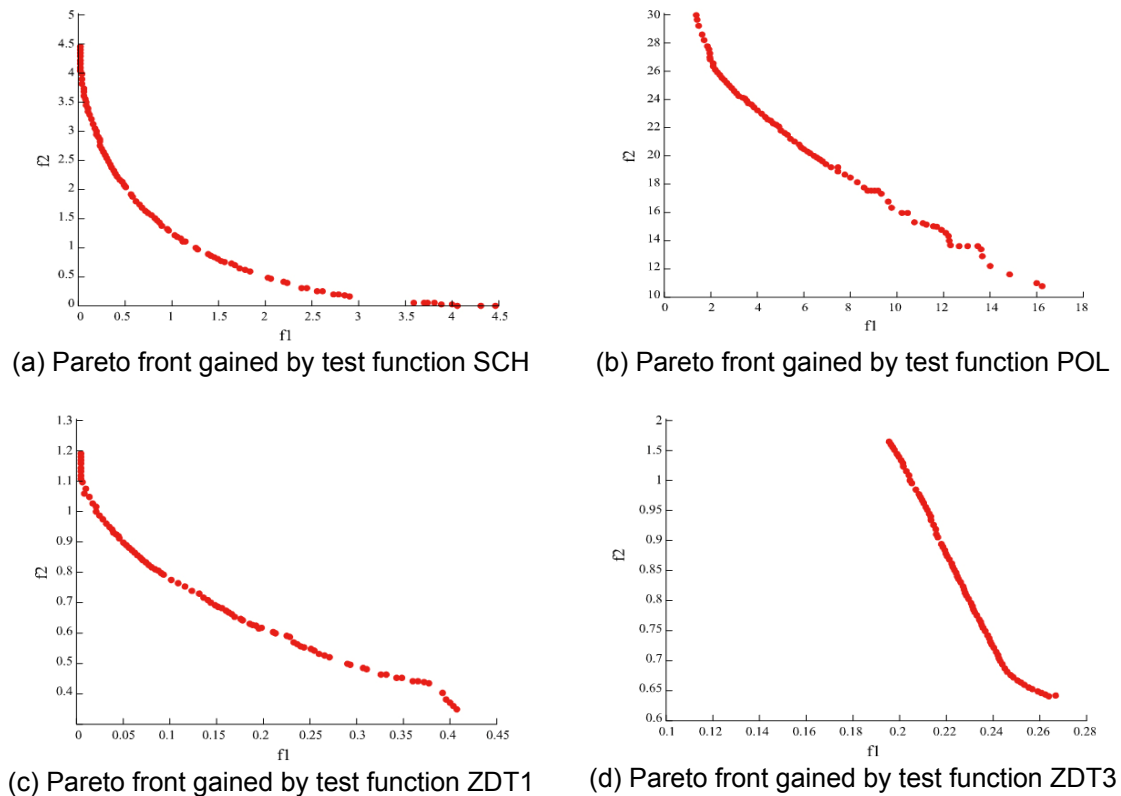 5
4.5
4
3.5
3
2.5
2
1.5
1
0.5
0
f2
0 0.5 1 1.5 2 2.5 3 3.5 4 4.5
f1
(a) Pareto front gained by test function SCH
30
28
26
24
22
20
18
16
14
12
10
f2
0 2 4 6 8 10 12 14 16 18
f1
(b) Pareto front gained by test function POL
1.3
1.2
1.1
1
0.9
0.8
0.7
0.6
0.5
0.4
f2
0 0.05 0.1 0.15 0.2 0.25 0.3 0.35 0.4 0.45
f1
(c) Pareto front gained by test function ZDT1
2
1.5
1
0.95
0.9
0.85
0.8
0.75
0.7
0.65
0.6
f2
0.1 0.12 0.14 0.16 0.18 0.2 0.22 0.24 0.26 0.28
f1
(d) Pareto front gained by test function ZDT3